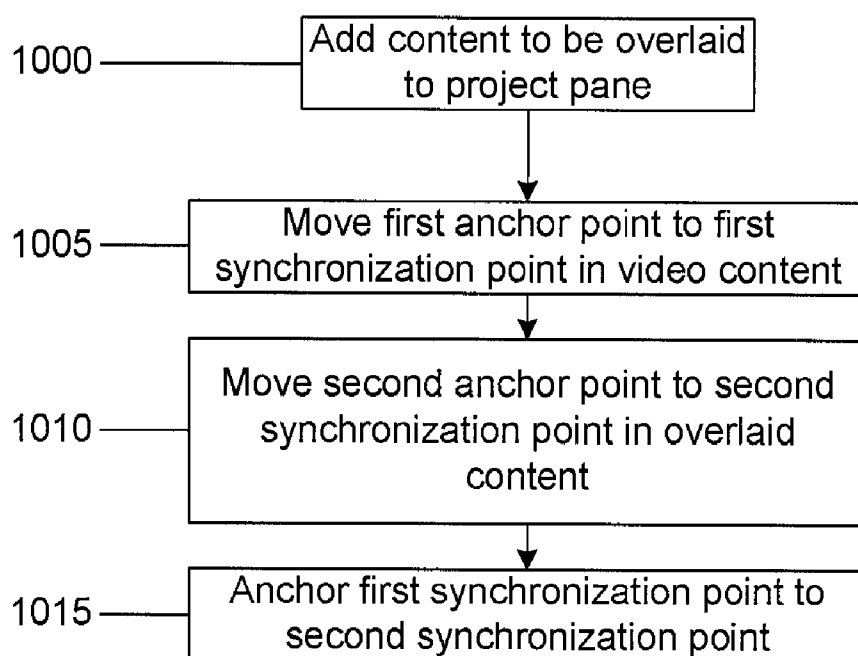 1000
Add content to be overlaid
to project pane
1005
Move first anchor point to first
synchronization point in video content
1010
Move second anchor point to second
synchronization point in overlaid
content
1015
Anchor first synchronization point to
second synchronization point